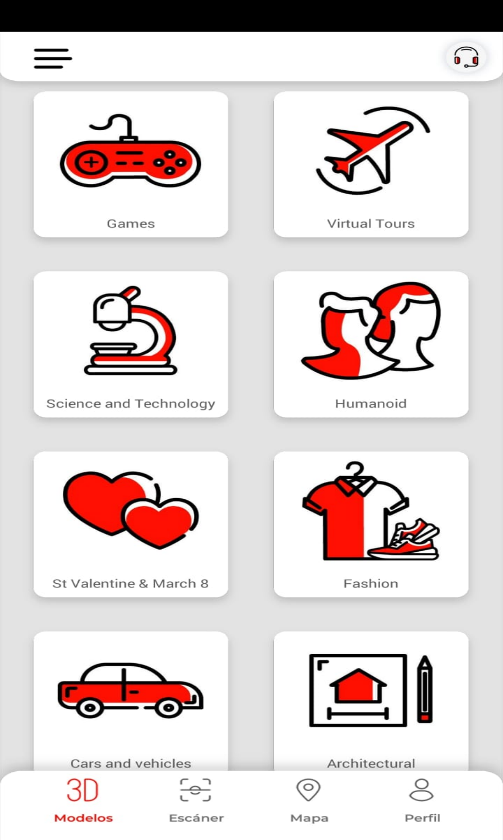 Games
Virtual Tours
Science and Technology
Humanoid
St Valentine & March 8
Fashion
Cars and vehicles
Architectural
3D
Modelos
Escáner
Mapa
Perfil